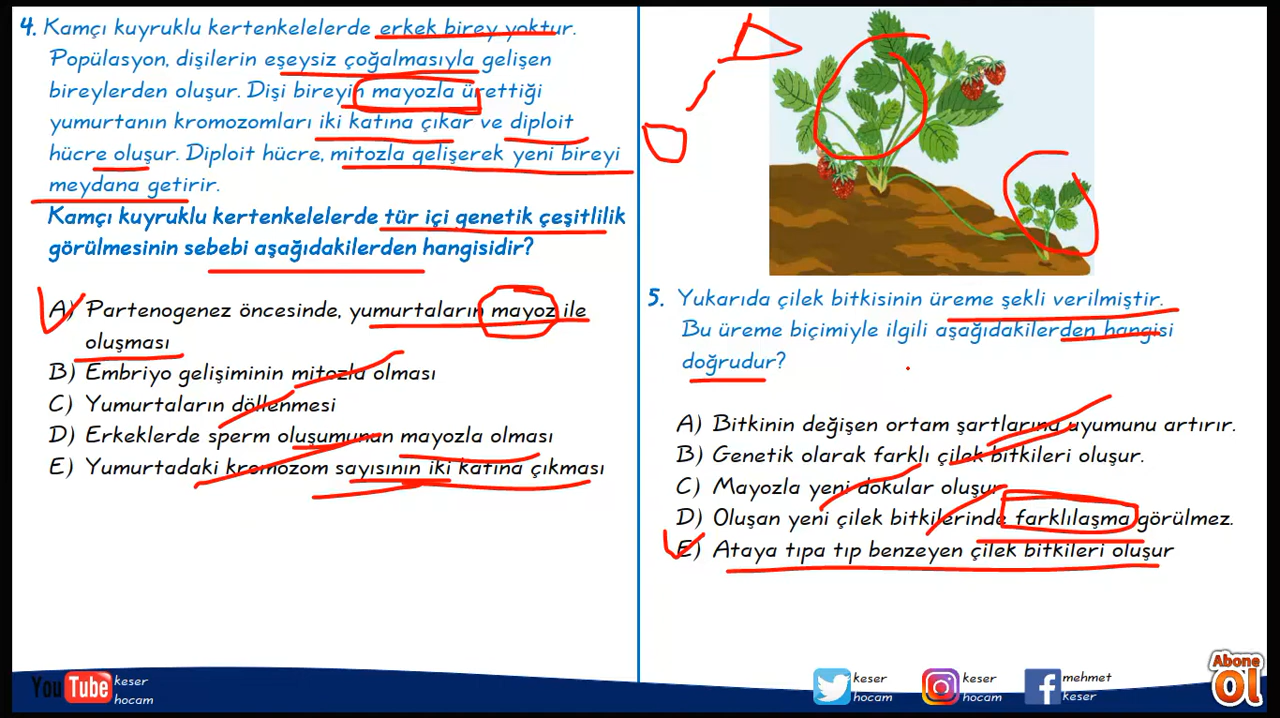 4. Kamçı kuyruklu kertenkelelerde erkek birey yoktur.
Popülasyon, dişilerin eşeysiz çoğalmasıyla gelişen
bireylerden oluşur. Dişi bireyin mayozla ürettiği
yumurtanın kromozomları iki katına çıkar ve diploit
hücre oluşur. Diploit hücre, mitozla gelişerek yeni bireyi
meydana getirir.
Kamçı kuyruklu kertenkelelerde tür içi genetik çeşitlilik
görülmesinin sebebi aşağıdakilerden hangisidir?
A) Partenogenez öncesinde, yumurtaların mayoz ile
oluşması
B) Embriyo gelişiminin mitozla olması
C) Yumurtaların döllenmesi
D) Erkeklerde sperm oluşumunan mayozla olması
E) Yumurtadaki kromozom sayısının iki katına çıkması
5. Yukarıda çilek bitkisinin üreme şekli verilmiştir.
Bu üreme biçimiyle ilgili aşağıdakilerden hangisi
doğrudur?
A) Bitkinin değişen ortam şartlarına uyumunu artırır.
B) Genetik olarak farklı çilek bitkileri oluşur.
C) Mayozla yeni dokular oluşur
D) Oluşan yeni çilek bitkilerinde farklılaşma görülmez.
E) Ataya tıpa tıp benzeyen çilek bitkileri oluşur
YouTube keser
hocam
keser
hocam
keser
hocam
mehmet
keser
Abone
Ol